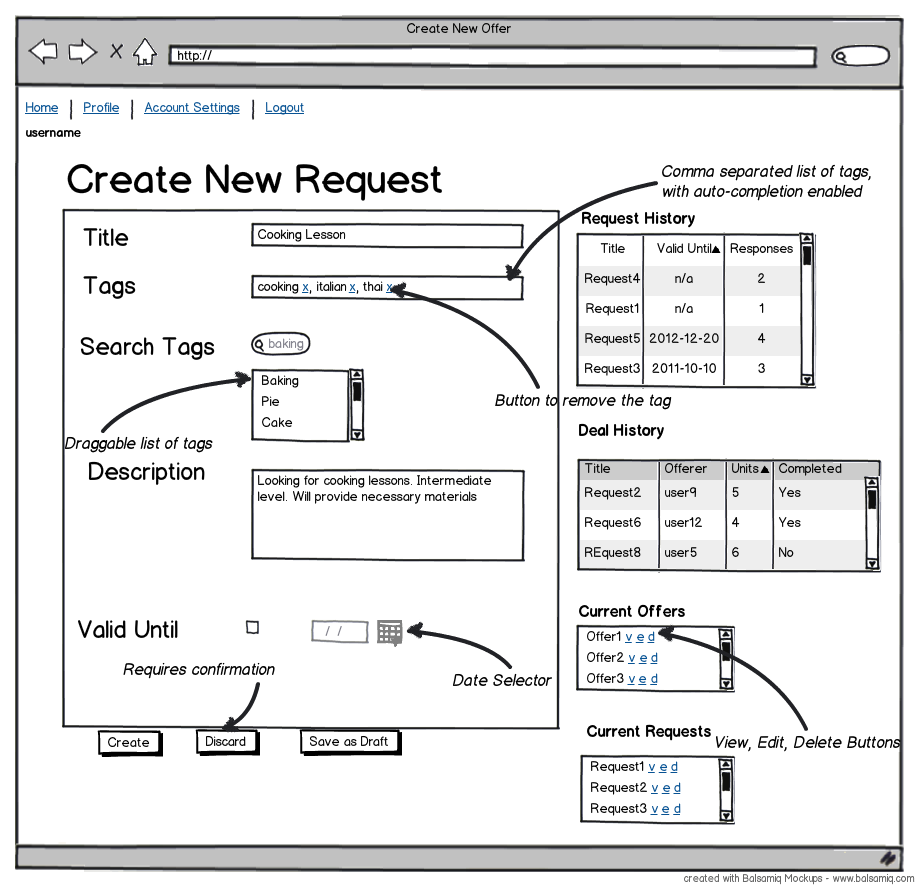 Create New Offer
http://
Home | Profile | Account Settings | Logout
username
Create New Request
Comma separated list of tags,
with auto-completion enabled
Title
Cooking Lesson
Tags
cooking x, italian x, thai x
Search Tags
baking
Baking
Pie
Cake
Button to remove the tag
Draggable list of tags
Description
Looking for cooking lessons. Intermediate
level. Will provide necessary materials
Valid Until
/ /
Requires confirmation
Date Selector
Create
Discard
Save as Draft
Request History
Title Valid Until Responses
Request4 n/a 2
Request1 n/a 1
Request5 2012-12-20 4
Request3 2011-10-10 3
Deal History
Title Offerer Units Completed
Request2 user9 5 Yes
Request6 user12 4 Yes
REquest8 user5 6 No
Current Offers
Offer1 v e d
Offer2 v e d
Offer3 v e d
View, Edit, Delete Buttons
Current Requests
Request1 v e d
Request2 v e d
Request3 v e d
created with Balsamiq Mockups - www.balsamiq.com